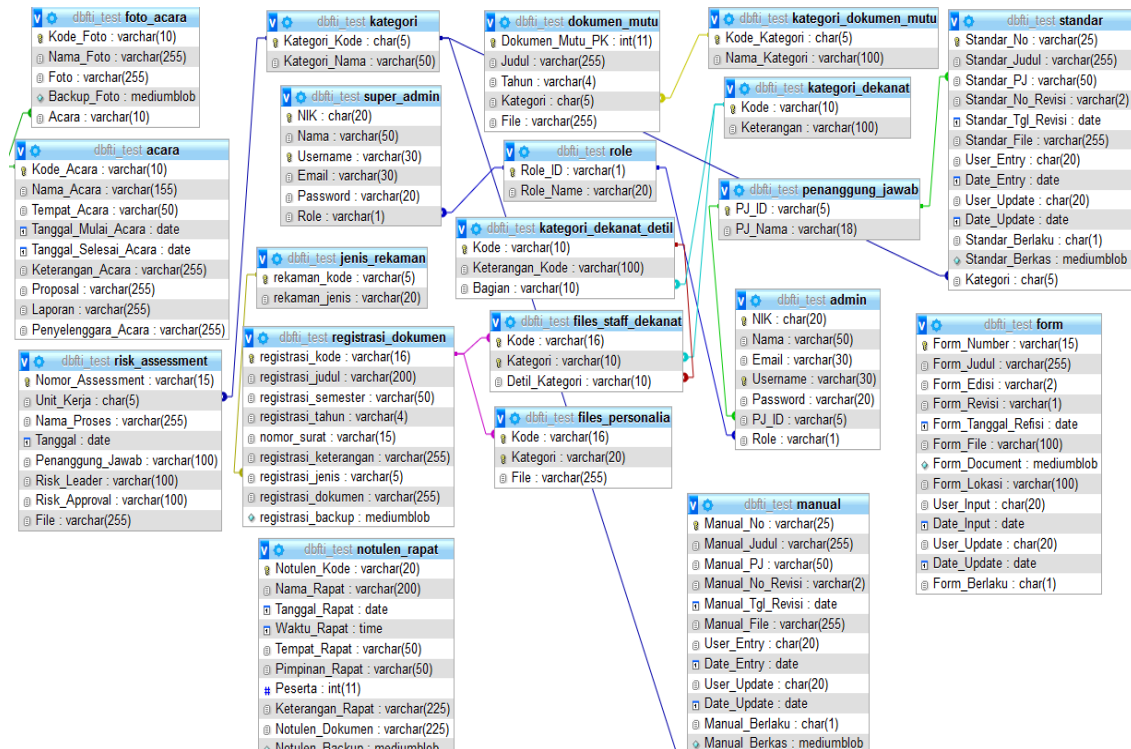 dbfti_test foto_acara
Kode_Foto : varchar(10)
Nama_Foto : varchar(255)
Foto : varchar(255)
Backup_Foto : mediumblob
Acara : varchar(10)
dbfti_test acara
Kode_Acara : varchar(10)
Nama_Acara : varchar(155)
Tempat_Acara : varchar(50)
Tanggal_Mulai_Acara : date
Tanggal_Selesai_Acara : date
Keterangan_Acara : varchar(255)
Proposal : varchar(255)
Laporan : varchar(255)
Penyelenggara_Acara : varchar(255)
dbfti_test risk_assessment
Nomor_Assessment : varchar(15)
Unit_Kerja : char(5)
Nama_Proses : varchar(255)
Tanggal : date
Penanggung_Jawab : varchar(100)
Risk_Leader : varchar(100)
Risk_Approval : varchar(100)
File : varchar(255)
dbfti_test kategori
Kategori_Kode : char(5)
Kategori_Nama : varchar(50)
dbfti_test super_admin
NIK : char(20)
Nama : varchar(50)
Username : varchar(30)
Email : varchar(30)
Password : varchar(20)
Role : varchar(1)
dbfti_test jenis_rekaman
rekaman_kode : varchar(5)
rekaman_jenis : varchar(20)
dbfti_test registrasi_dokumen
registrasi_kode : varchar(16)
registrasi_judul : varchar(200)
registrasi_semester : varchar(50)
registrasi_tahun : varchar(4)
nomor_surat : varchar(15)
registrasi_keterangan : varchar(255)
registrasi_jenis : varchar(5)
registrasi_dokumen : varchar(255)
registrasi_backup : mediumblob
dbfti_test notulen_rapat
Notulen_Kode : varchar(20)
Nama_Rapat : varchar(200)
Tanggal_Rapat : date
Waktu_Rapat : time
Tempat_Rapat : varchar(50)
Pimpinan_Rapat : varchar(50)
# Peserta : int(11)
Keterangan_Rapat : varchar(225)
Notulen_Dokumen : varchar(225)
Notulen_Backup : mediumblob
dbfti_test dokumen_mutu
Dokumen_Mutu_PK : int(11)
Judul : varchar(255)
Tahun : varchar(4)
Kategori : char(5)
File : varchar(255)
dbfti_test role
Role_ID : varchar(1)
Role_Name : varchar(20)
dbfti_test kategori_dekanat_detil
Kode : varchar(10)
Keterangan_Kode : varchar(100)
Bagian : varchar(10)
dbfti_test files_staff_dekanat
Kode : varchar(16)
Kategori : varchar(10)
Detil_Kategori : varchar(10)
dbfti_test files_personalia
Kode : varchar(16)
Kategori : varchar(20)
File : varchar(255)
dbfti_test kategori_dokumen_mutu
Kode_Kategori : char(5)
Nama_Kategori : varchar(100)
dbfti_test kategori_dekanat
Kode : varchar(10)
Keterangan : varchar(100)
dbfti_test penanggung_jawab
PJ_ID : varchar(5)
PJ_Nama : varchar(18)
dbfti_test admin
NIK : char(20)
Nama : varchar(50)
Email : varchar(30)
Username : varchar(30)
Password : varchar(20)
PJ_ID : varchar(5)
Role : varchar(1)
dbfti_test manual
Manual_No : varchar(25)
Manual_Judul : varchar(255)
Manual_PJ : varchar(50)
Manual_No_Revisi : varchar(2)
Manual_Tgl_Revisi : date
Manual_File : varchar(255)
User_Entry : char(20)
Date_Entry : date
User_Update : char(20)
Date_Update : date
Manual_Berlaku : char(1)
Manual_Berkas : mediumblob
dbfti_test standar
Standar_No : varchar(25)
Standar_Judul : varchar(255)
Standar_PJ : varchar(50)
Standar_No_Revisi : varchar(2)
Standar_Tgl_Revisi : date
Standar_File : varchar(255)
User_Entry : char(20)
Date_Entry : date
User_Update : char(20)
Date_Update : date
Standar_Berlaku : char(1)
Standar_Berkas : mediumblob
Kategori : char(5)
dbfti_test form
Form_Number : varchar(15)
Form_Judul : varchar(255)
Form_Edisi : varchar(2)
Form_Revisi : varchar(1)
Form_Tanggal_Refisi : date
Form_File : varchar(100)
Form_Document : mediumblob
Form_Lokasi : varchar(100)
User_Input : char(20)
Date_Input : date
User_Update : char(20)
Date_Update : date
Form_Berlaku : char(1)